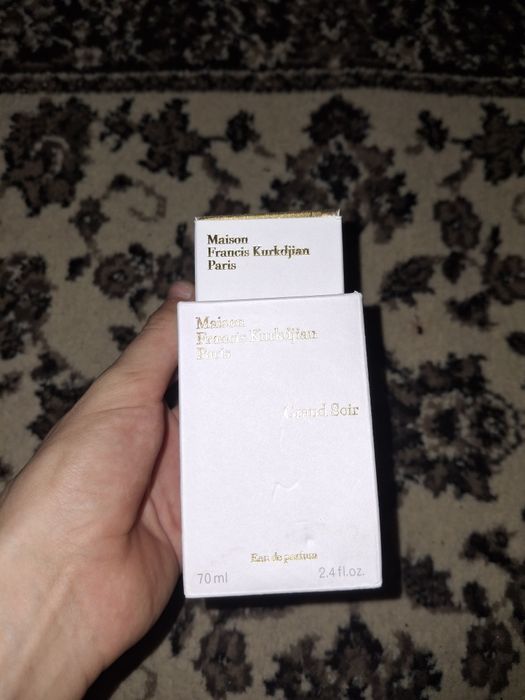 Maison
Francis Kurkdjian
Paris
Maison
Francis Kurkdjian
Paris
Grand Soir
Eau de parfum
70 ml 2.4 fl.oz.